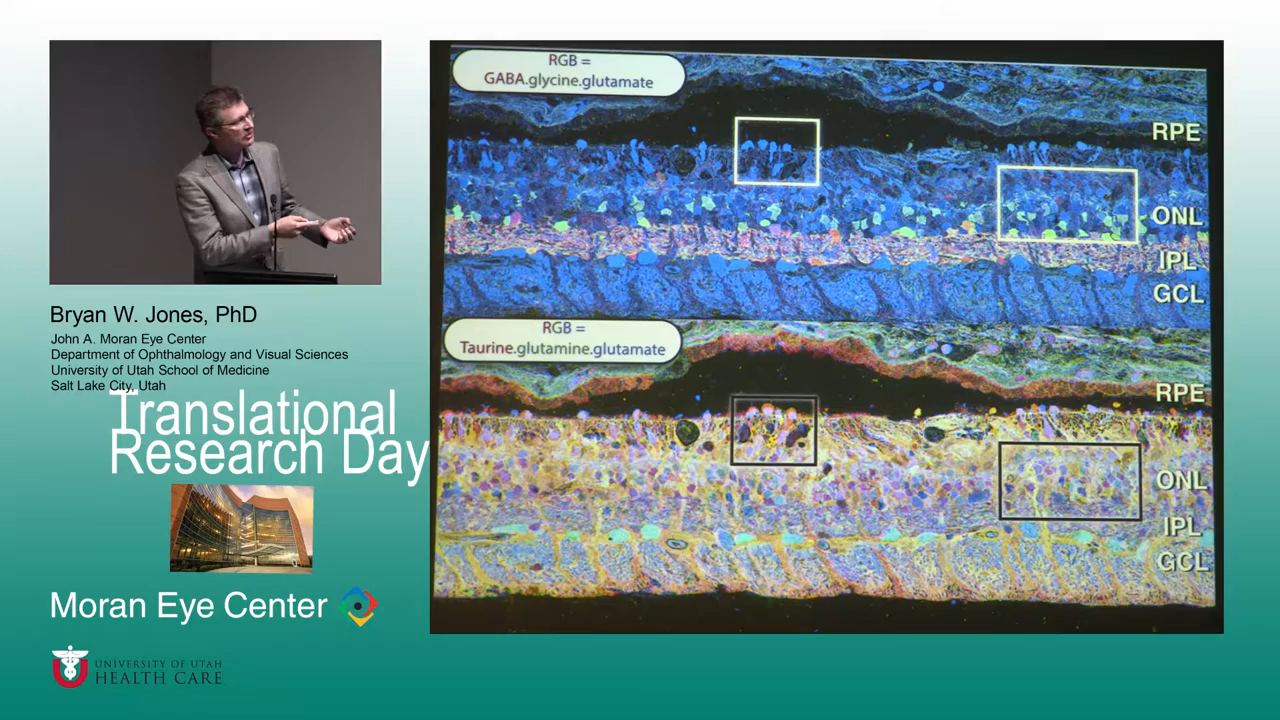 Bryan W. Jones, PhD
John A. Moran Eye Center
Department of Ophthalmology and Visual Sciences
University of Utah School of Medicine
Salt Lake City, Utah
Translational
Research Day
Moran Eye Center
UNIVERSITY OF UTAH
HEALTH CARE
RGB =
GABA.glycine.glutamate
RPE
ONL
IPL
GCL
RGB =
Taurine.glutamine.glutamate
RPE
ONL
IPL
GCL